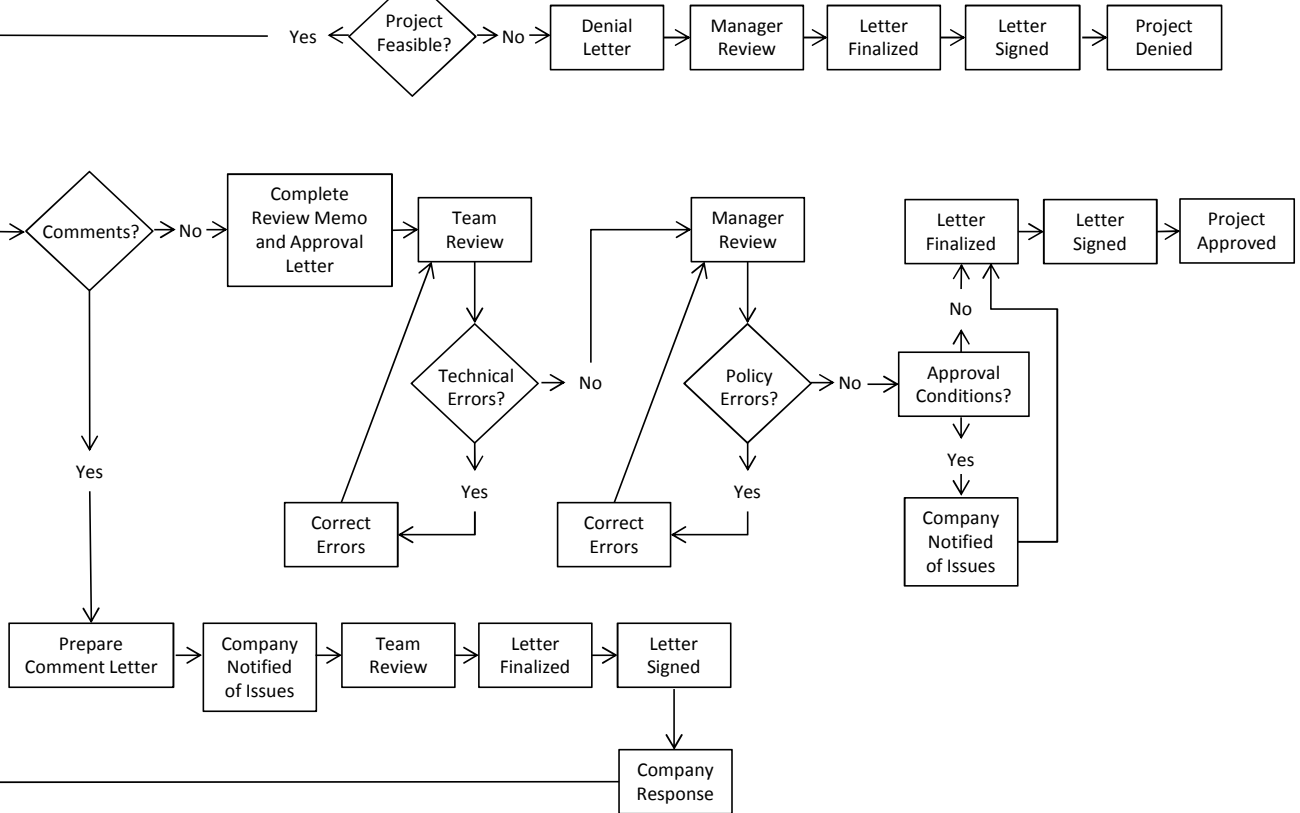 Yes
Project
Feasible?
No
Denial
Letter
Manager
Review
Letter
Finalized
Letter
Signed
Project
Denied
Comments?
No
Complete
Review Memo
and Approval
Letter
Team
Review
Manager
Review
Letter
Finalized
Letter
Signed
Project
Approved
No
Technical
Errors?
No
Policy
Errors?
No
Approval
Conditions?
Yes
Yes
Yes
Yes
Correct
Errors
Correct
Errors
Company
Notified
of Issues
Prepare
Comment Letter
Company
Notified
of Issues
Team
Review
Letter
Finalized
Letter
Signed
Company
Response